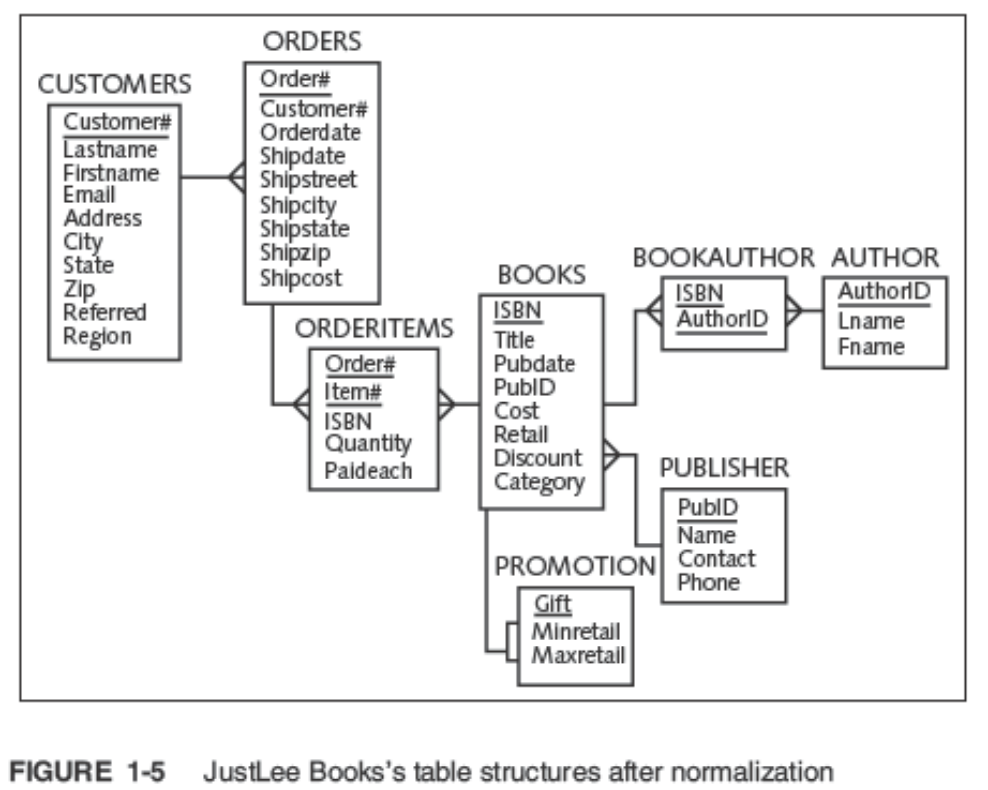 CUSTOMERS
Customer#
Lastname
Firstname
Email
Address
City
State
Zip
Referred
Region
ORDERS
Order#
Customer#
Orderdate
Shipdate
Shipstreet
Shipcity
Shipstate
Shipzip
Shipcost
ORDERITEMS
Order#
Item#
ISBN
Quantity
Paideach
BOOKS
ISBN
Title
Pubdate
PubID
Cost
Retail
Discount
Category
BOOKAUTHOR
ISBN
AuthorID
AUTHOR
AuthorID
Lname
Fname
PUBLISHER
PubID
Name
Contact
Phone
PROMOTION
Gift
Minretail
Maxretail
FIGURE 1-5 JustLee Books's table structures after normalization